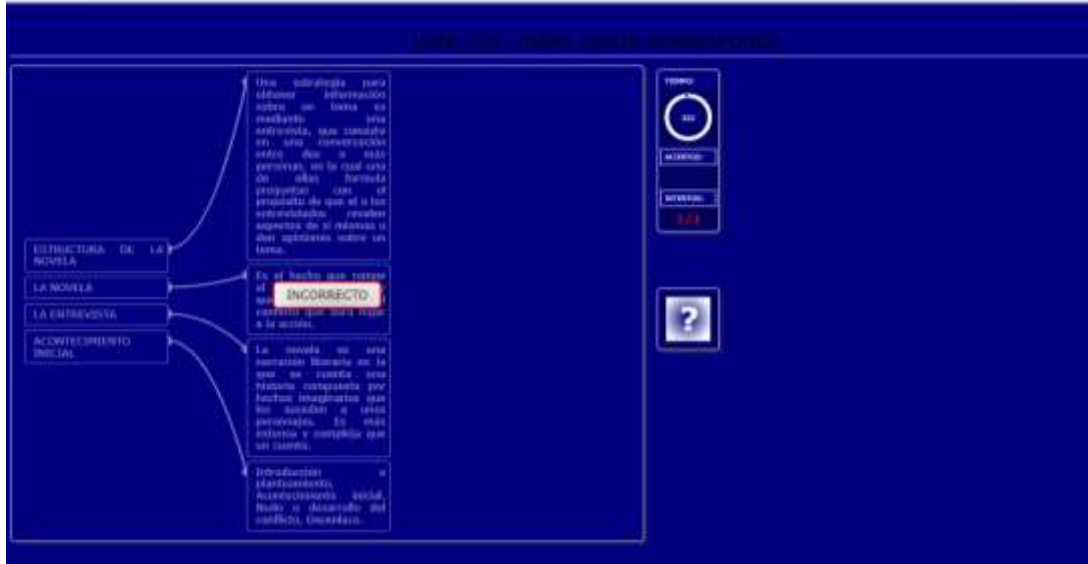 Una estrategia para
obtener información
sobre un tema es
mediante una
entrevista, que consiste
en una conversación
entre dos o más
personas, en la cual una
de ellas formula
preguntas con el
propósito de que el o los
entrevistados revelen
aspectos de sí mismos o
den opiniones sobre un
tema.
ESTRUCTURA DE LA
NOVELA
LA NOVELA
LA ENTREVISTA
ACONTECIMIENTO
INICIAL
Es el hecho que rompe
el
INCORRECTO
a la acción.
La novela es una
narración literaria en la
que se cuenta una
historia compuesta por
hechos imaginarios que
les suceden a unos
personajes. Es más
extensa y compleja que
un cuento.
Introducción o
planteamiento,
Acontecimiento inicial,
Nudo o desarrollo del
conflicto, Desenlace.
TIEMPO:
ACIERTOS:
INTENTOS:
?